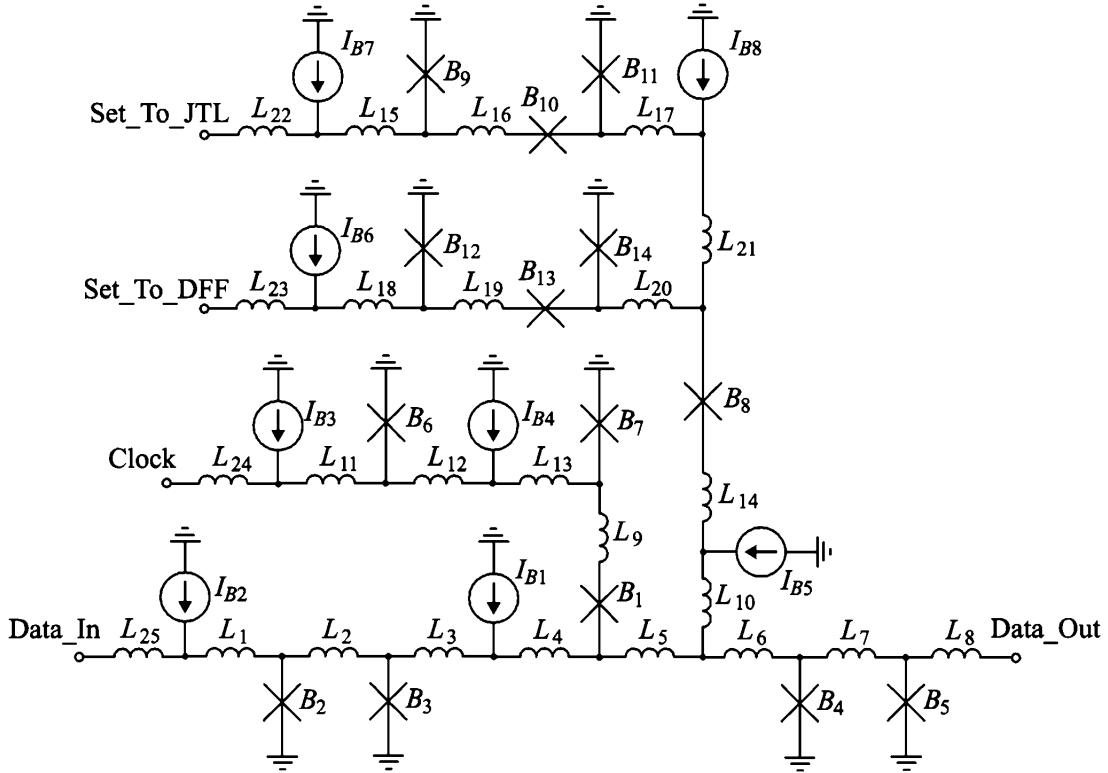 I_B7 B_9 B_11 I_B8
Set_To_JTL L_22 L_15 L_16 B_10 L_17
I_B6 B_12 B_14 L_21
Set_To_DFF L_23 L_18 L_19 B_13 L_20
I_B3 B_6 I_B4 B_7 B_8
Clock L_24 L_11 L_12 L_13 L_14
L_9
I_B2 I_B1 B_1 L_10 I_B5
Data_In L_25 L_1 L_2 L_3 L_4 L_5 L_6 L_7 L_8 Data_Out
B_2 B_3 B_4 B_5